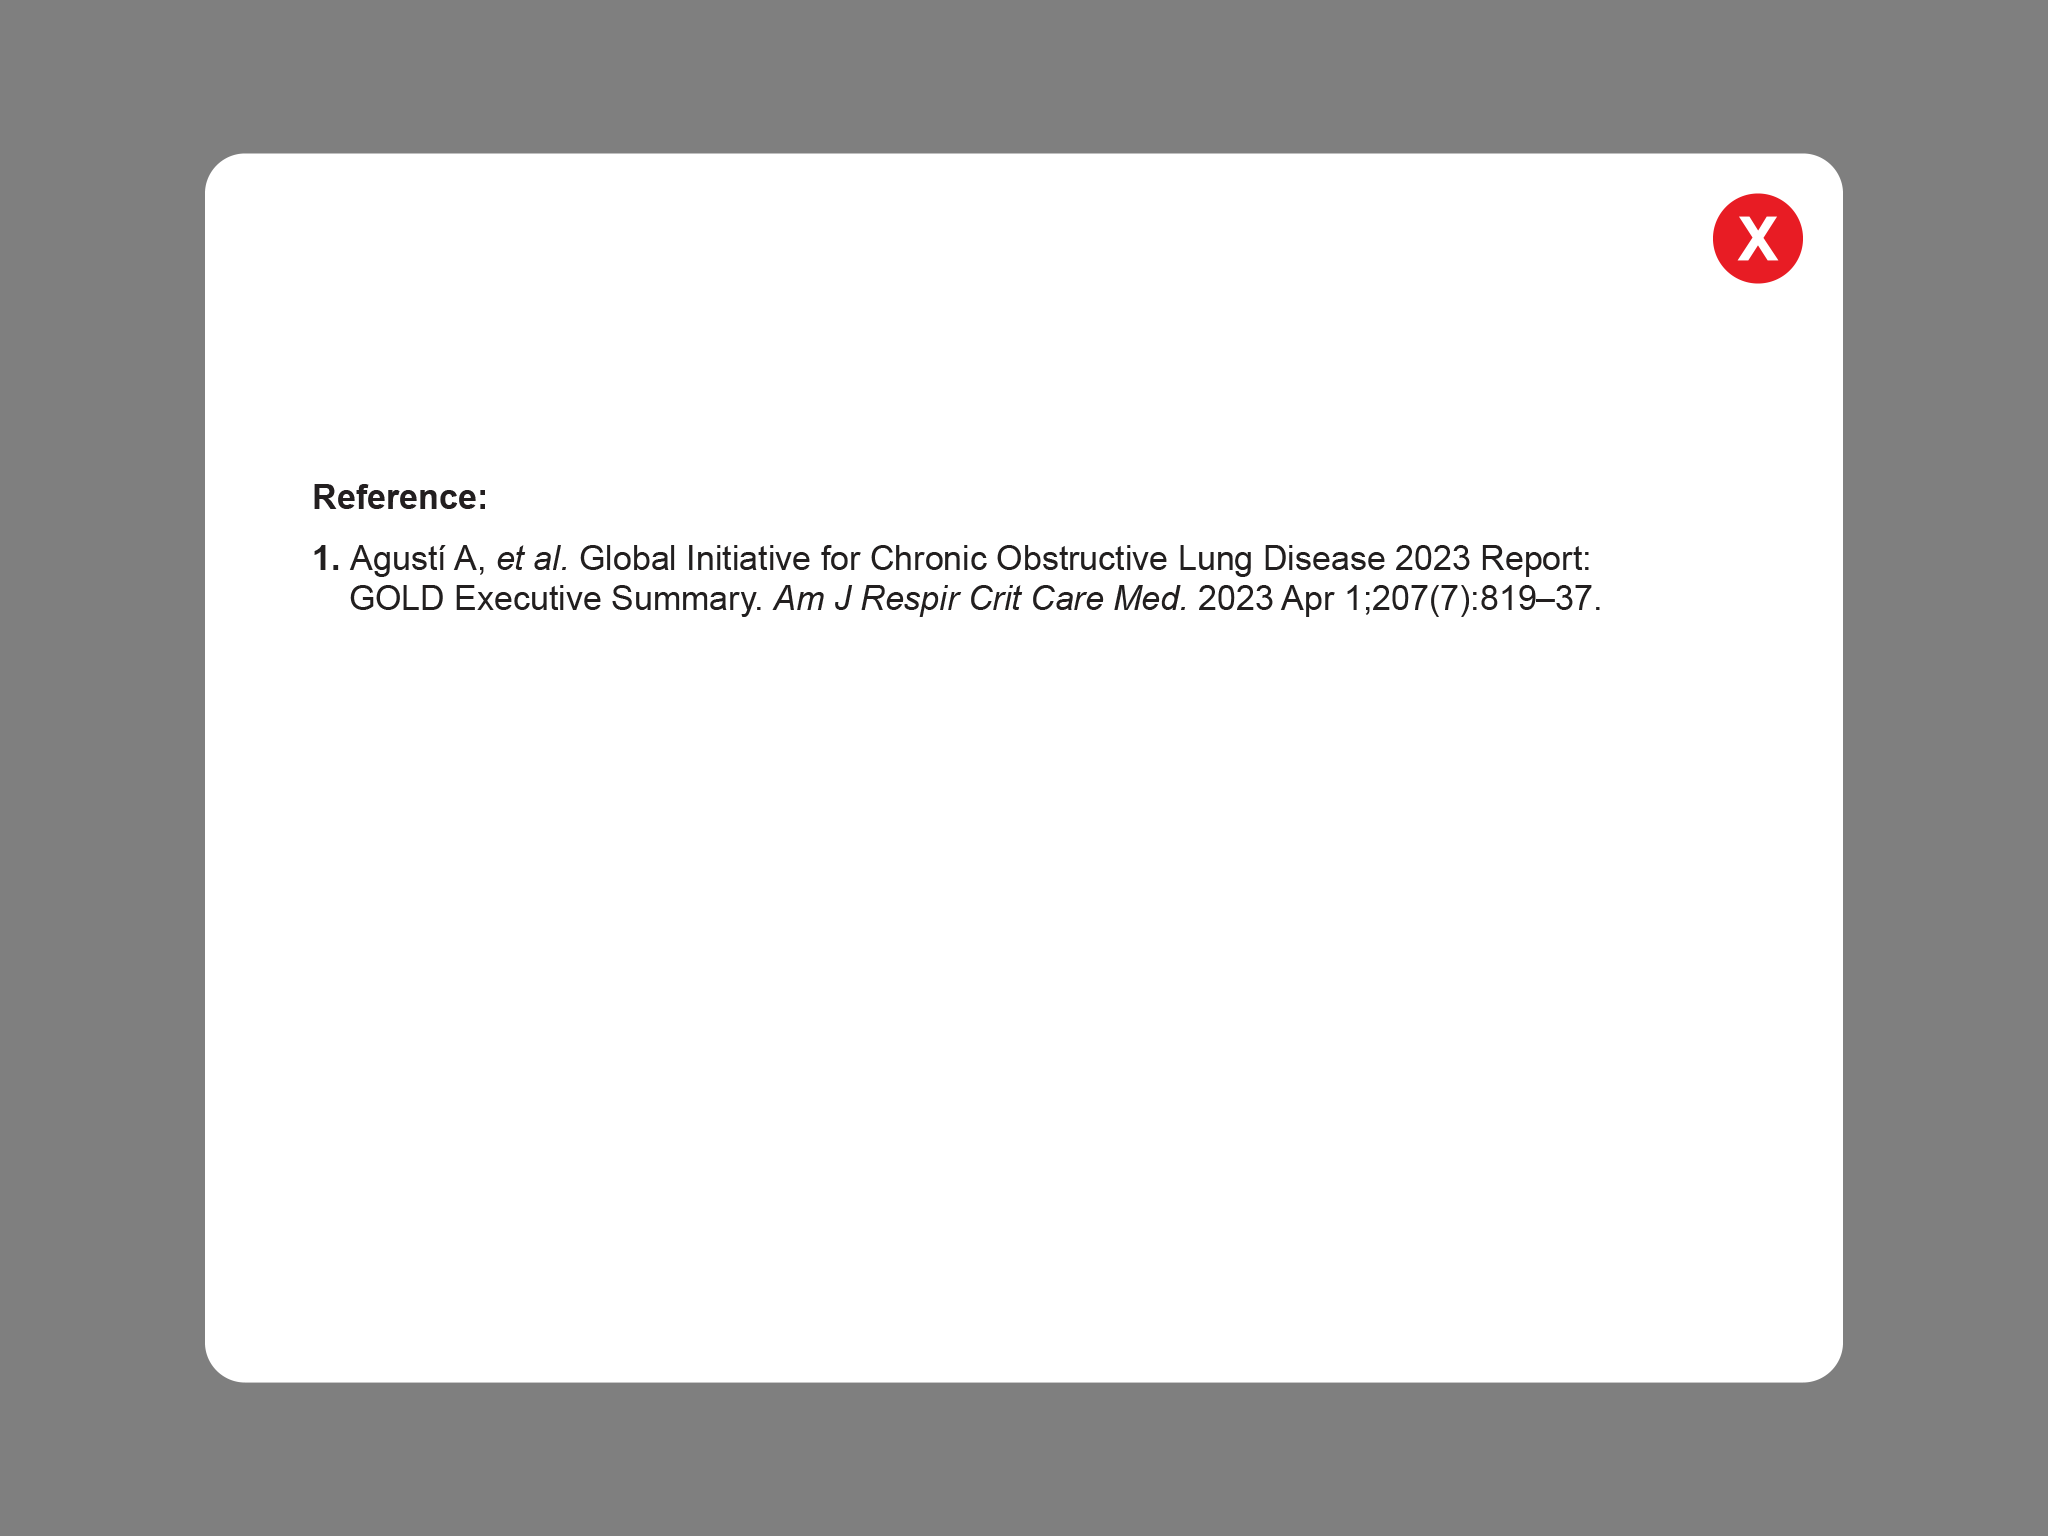 X
Reference:
1. Agustí A, et al. Global Initiative for Chronic Obstructive Lung Disease 2023 Report:
GOLD Executive Summary. Am J Respir Crit Care Med. 2023 Apr 1;207(7):819–37.